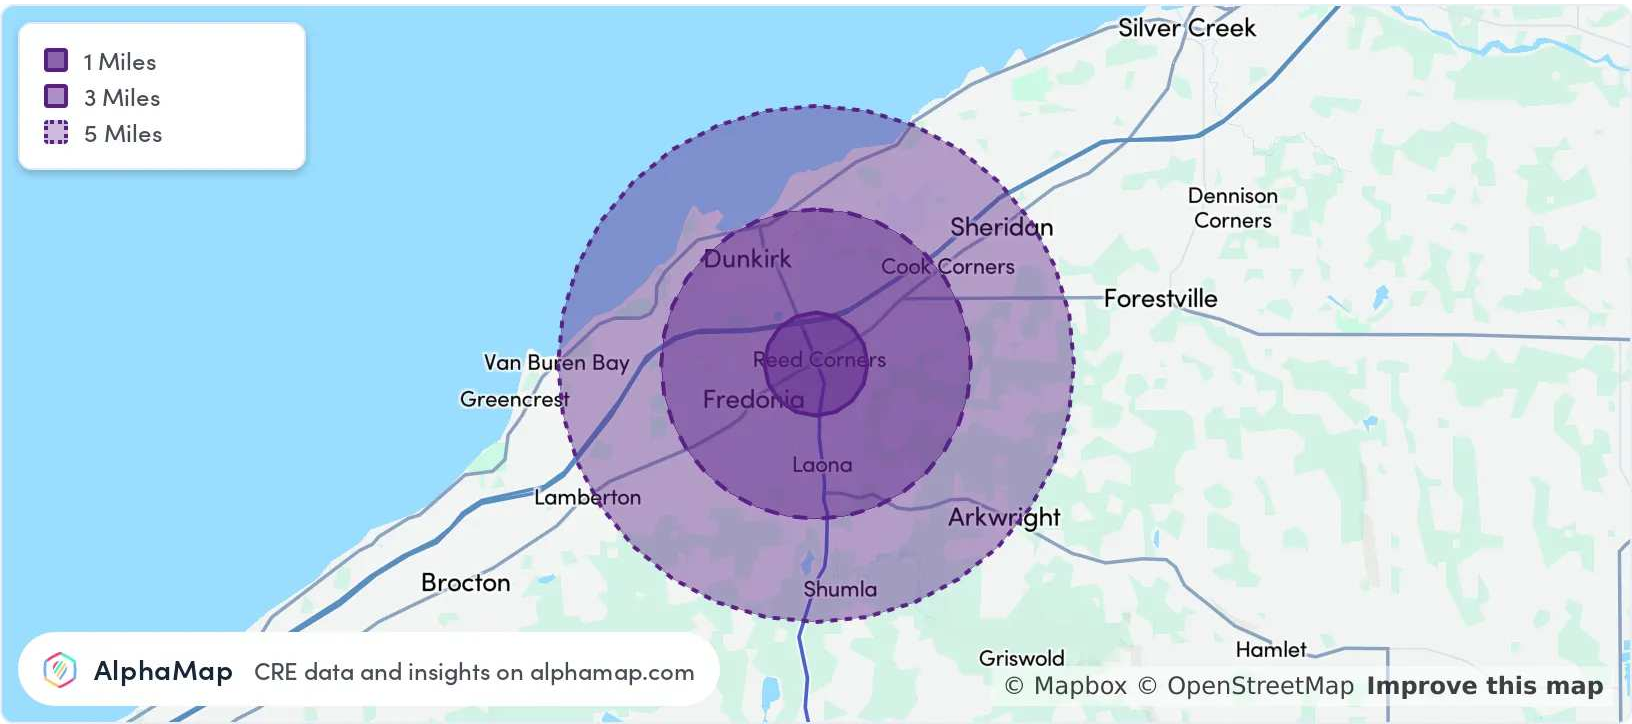 1 Miles
3 Miles
5 Miles
Silver Creek
Dennison
Corners
Sheridan
Dunkirk
Cook Corners
Forestville
Van Buren Bay
Reed Corners
Greencrest
Fredonia
Laona
Lamberton
Arkwright
Brocton
Shumla
Hamlet
Griswold
AlphaMap CRE data and insights on alphamap.com
© Mapbox © OpenStreetMap Improve this map